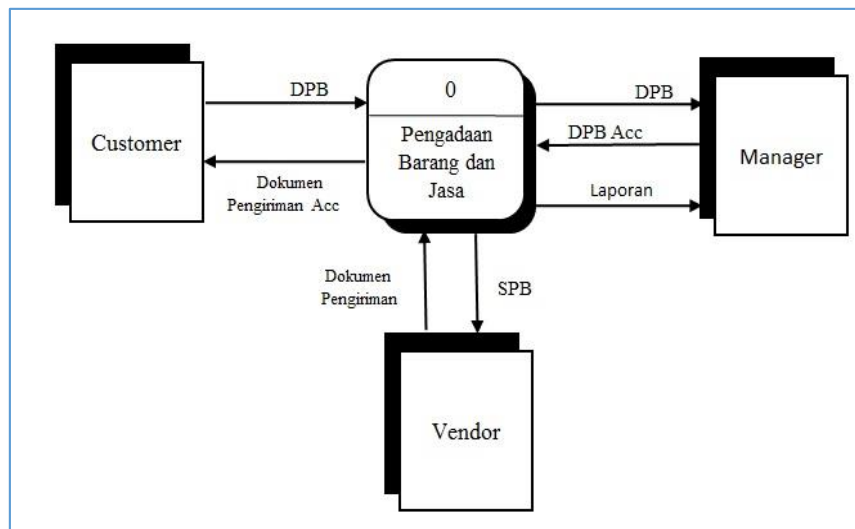 DPB
0
DPB
Customer
Pengadaan
Barang dan
Jasa
DPB Acc
Manager
Dokumen
Pengiriman Acc
Laporan
Dokumen
Pengiriman
SPB
Vendor